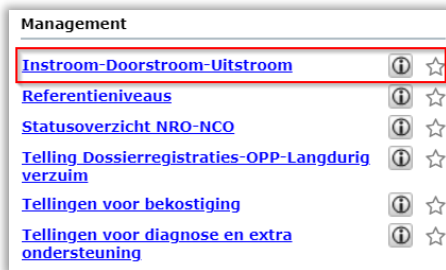 Management
Instroom-Doorstroom-Uitstroom
Referentieniveaus
Statusoverzicht NRO-NCO
Telling Dossierregistraties-OPP-Langdurig
verzuim
Tellingen voor bekostiging
Tellingen voor diagnose en extra
ondersteuning